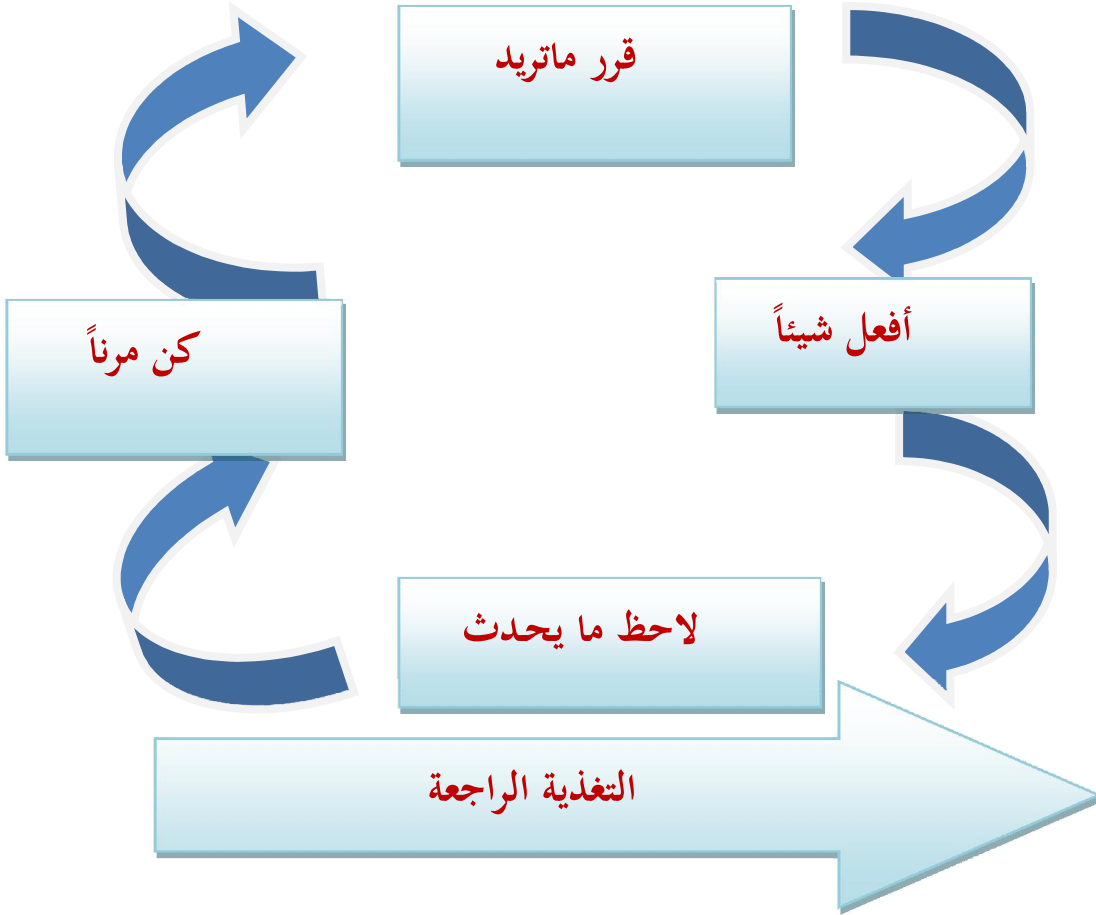 قرر ماتريد
أفعل شيئاً
كن مرناً
لاحظ ما يحدث
التغذية الراجعة